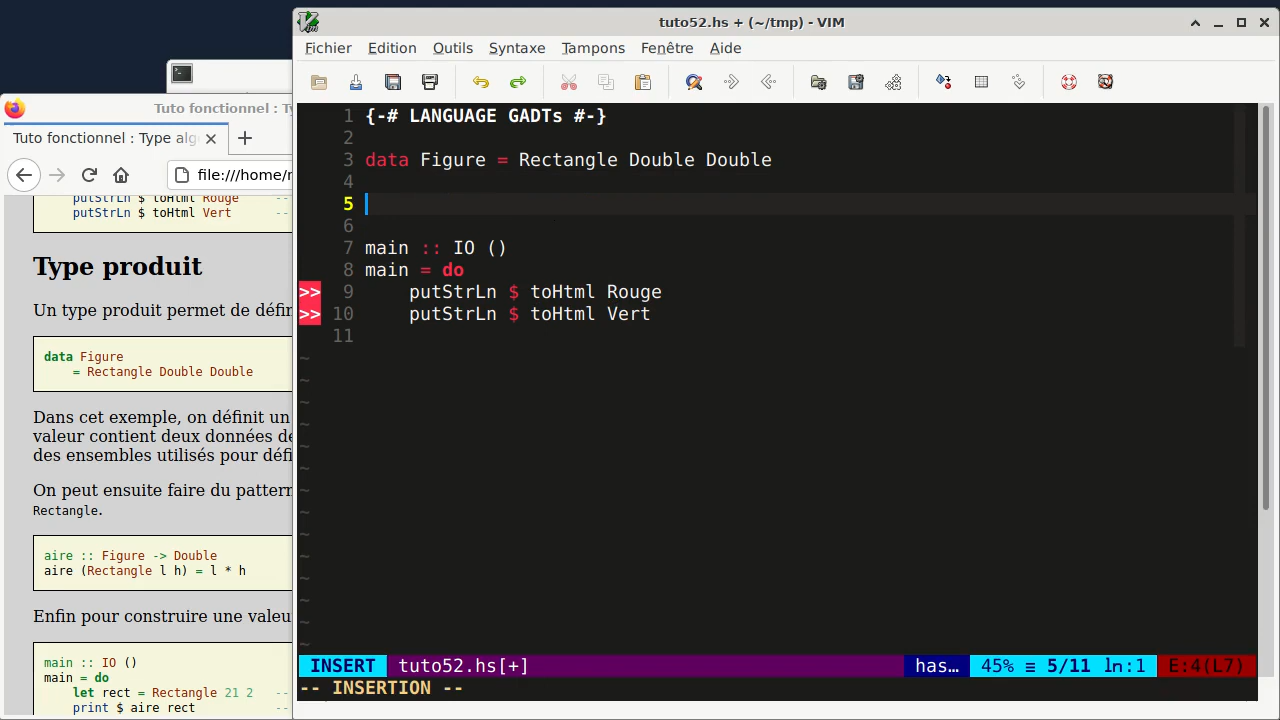 tuto52.hs + (~/tmp) - VIM
Fichier Edition Outils Syntaxe Tampons Fenêtre Aide
Tuto fonctionnel : Ty
Tuto fonctionnel : Type alg
file:///home/
putStrLn $ toHtml Rouge --
putStrLn $ toHtml Vert --
Type produit
Un type produit permet de défin
data Figure
= Rectangle Double Double
Dans cet exemple, on définit un
valeur contient deux données de
des ensembles utilisés pour défi
On peut ensuite faire du pattern
Rectangle.
aire :: Figure -> Double
aire (Rectangle l h) = l * h
Enfin pour construire une valeu
main :: IO ()
main = do
let rect = Rectangle 21 2 --
print $ aire rect --
1 {-# LANGUAGE GADTs #-}
2
3 data Figure = Rectangle Double Double
4
5
6
7 main :: IO ()
8 main = do
>> 9 putStrLn $ toHtml Rouge
>> 10 putStrLn $ toHtml Vert
11
~
~
~
~
~
~
~
~
~
~
~
~
~
~
INSERT tuto52.hs[+] has… 45% ≡ 5/11 ㏑:1 E:4(L7)
-- INSERTION --